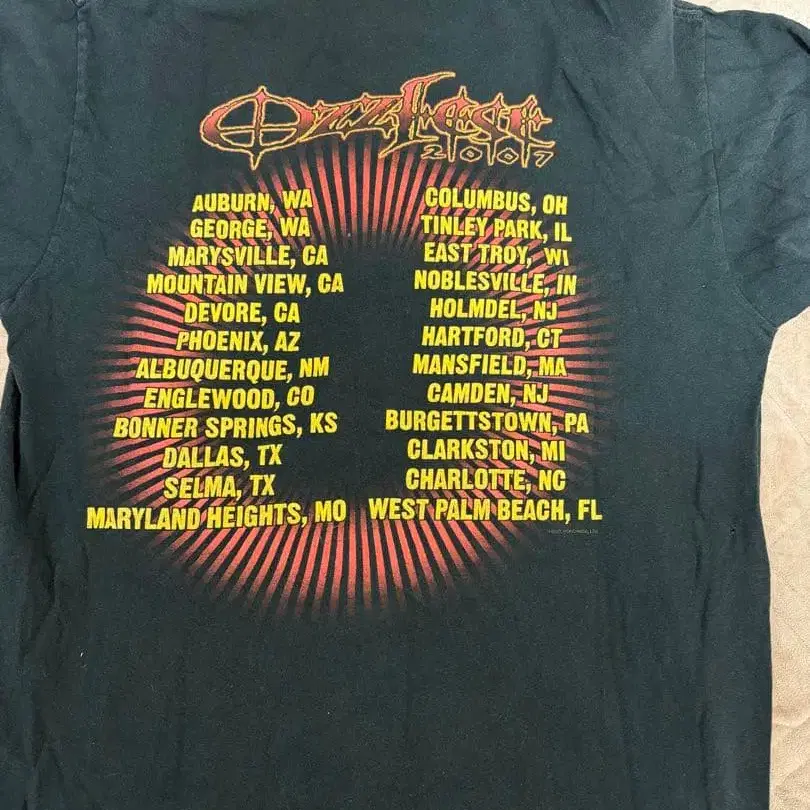 Ozzfest
2007
AUBURN, WA
GEORGE, WA
MARYSVILLE, CA
MOUNTAIN VIEW, CA
DEVORE, CA
PHOENIX, AZ
ALBUQUERQUE, NM
ENGLEWOOD, CO
BONNER SPRINGS, KS
DALLAS, TX
SELMA, TX
MARYLAND HEIGHTS, MO
COLUMBUS, OH
TINLEY PARK, IL
EAST TROY, WI
NOBLESVILLE, IN
HOLMDEL, NJ
HARTFORD, CT
MANSFIELD, MA
CAMDEN, NJ
BURGETTSTOWN, PA
CLARKSTON, MI
CHARLOTTE, NC
WEST PALM BEACH, FL